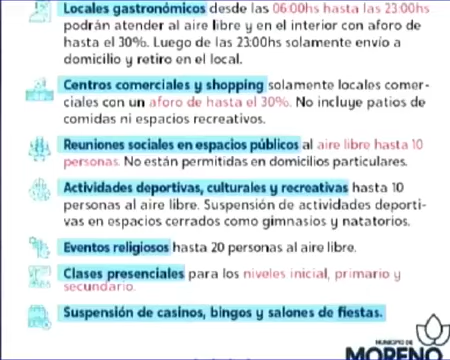 Locales gastronómicos desde las 06:00hs hasta las 23:00hs
podrán atender al aire libre y en el interior con aforo de
hasta el 30%. Luego de las 23:00hs solamente envío a
domicilio y retiro en el local.
Centros comerciales y shopping solamente locales comer-
ciales con un aforo de hasta el 30%. No incluye patios de
comidas ni espacios recreativos.
Reuniones sociales en espacios públicos al aire libre hasta 10
personas. No están permitidas en domicilios particulares.
Actividades deportivas, culturales y recreativas hasta 10
personas al aire libre. Suspensión de actividades deporti-
vas en espacios cerrados como gimnasios y natatorios.
Eventos religiosos hasta 20 personas al aire libre.
Clases presenciales para los niveles inicial, primario y
secundario.
Suspensión de casinos, bingos y salones de fiestas.
MUNICIPIO DE
MORENO